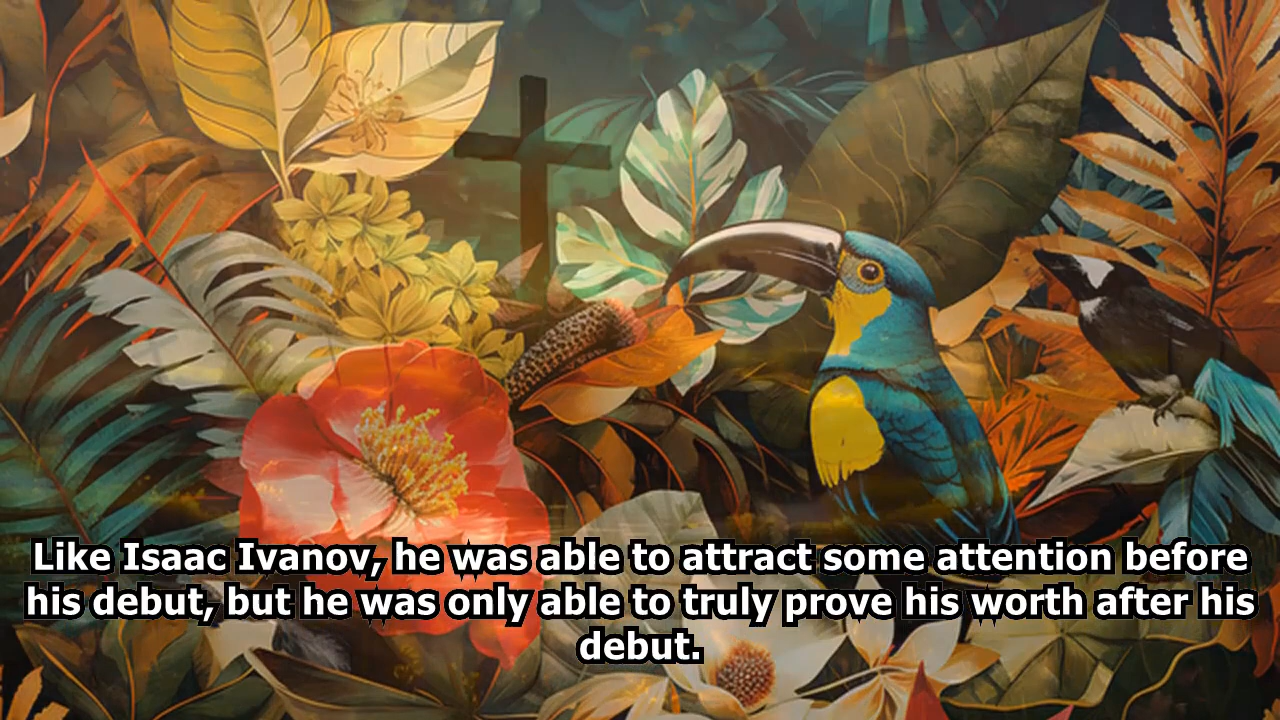 Like Isaac Ivanov, he was able to attract some attention before
his debut, but he was only able to truly prove his worth after his
debut.